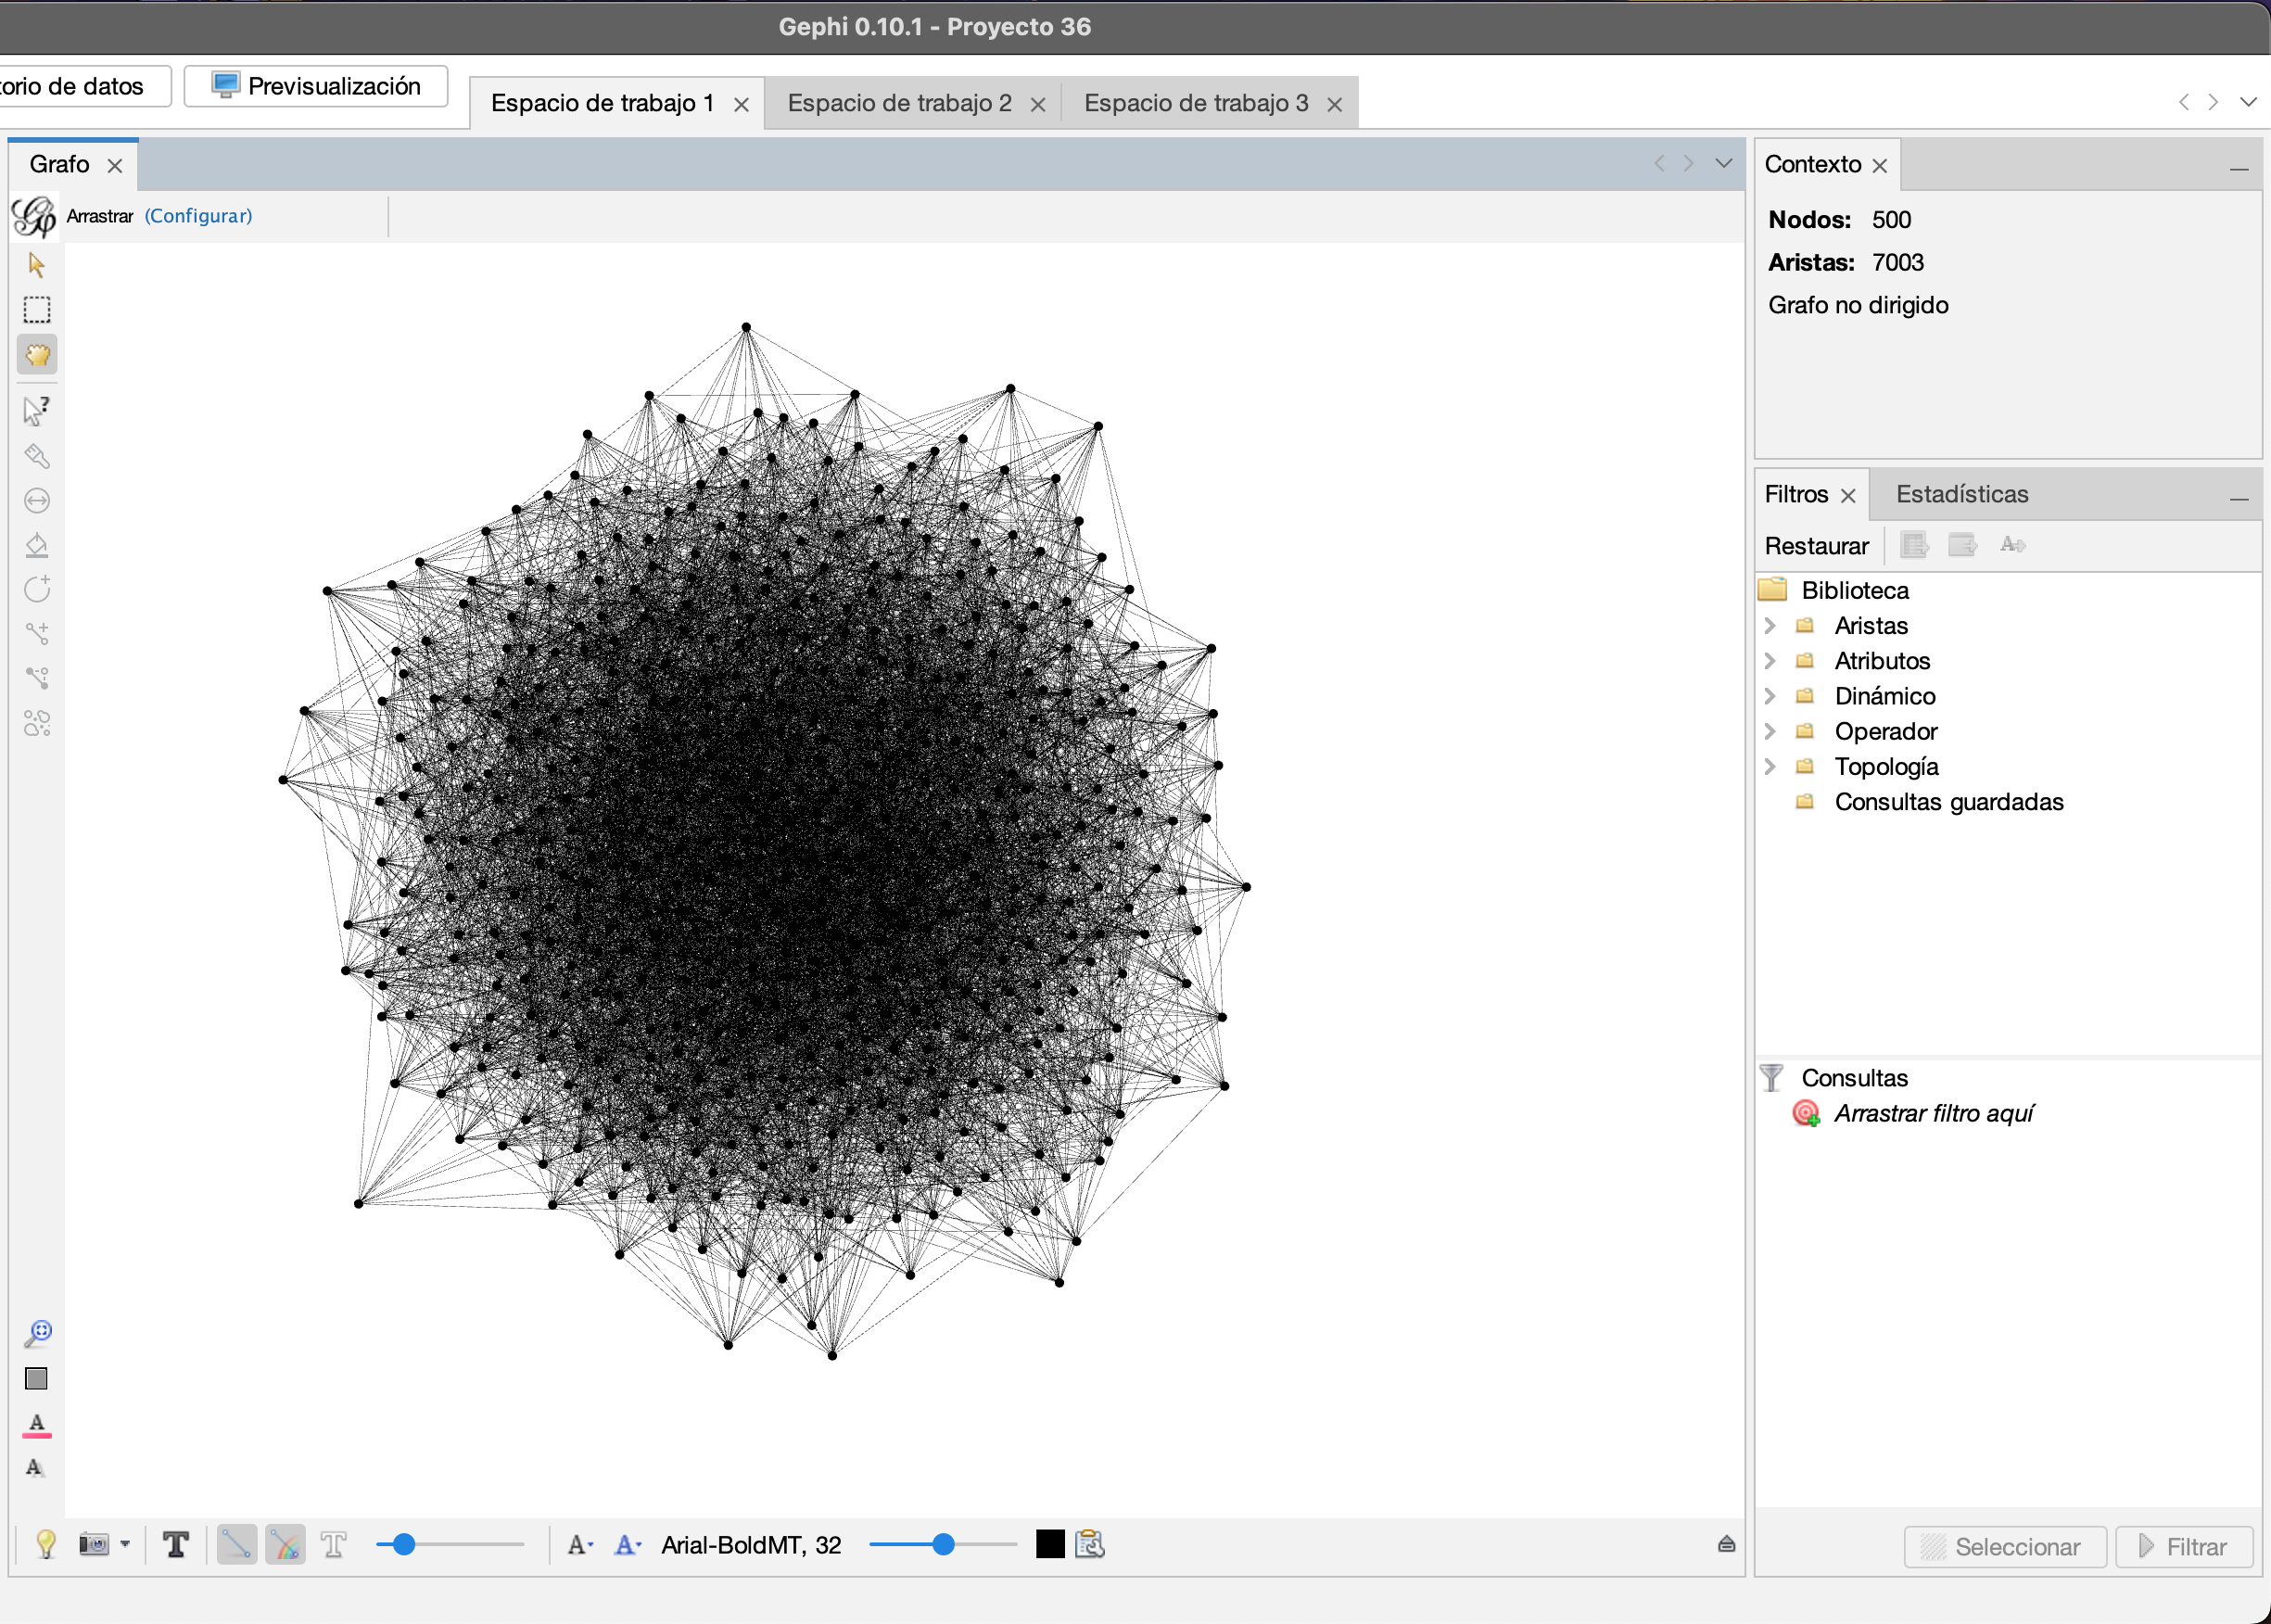 Gephi 0.10.1 - Proyecto 36
orio de datos
Previsualización
Espacio de trabajo 1
Espacio de trabajo 2
Espacio de trabajo 3
Grafo
Arrastrar (Configurar)
Contexto
Nodos: 500
Aristas: 7003
Grafo no dirigido
Filtros
Estadísticas
Restaurar
Biblioteca
Aristas
Atributos
Dinámico
Operador
Topología
Consultas guardadas
Consultas
Arrastrar filtro aquí
Arial-BoldMT, 32
Seleccionar
Filtrar